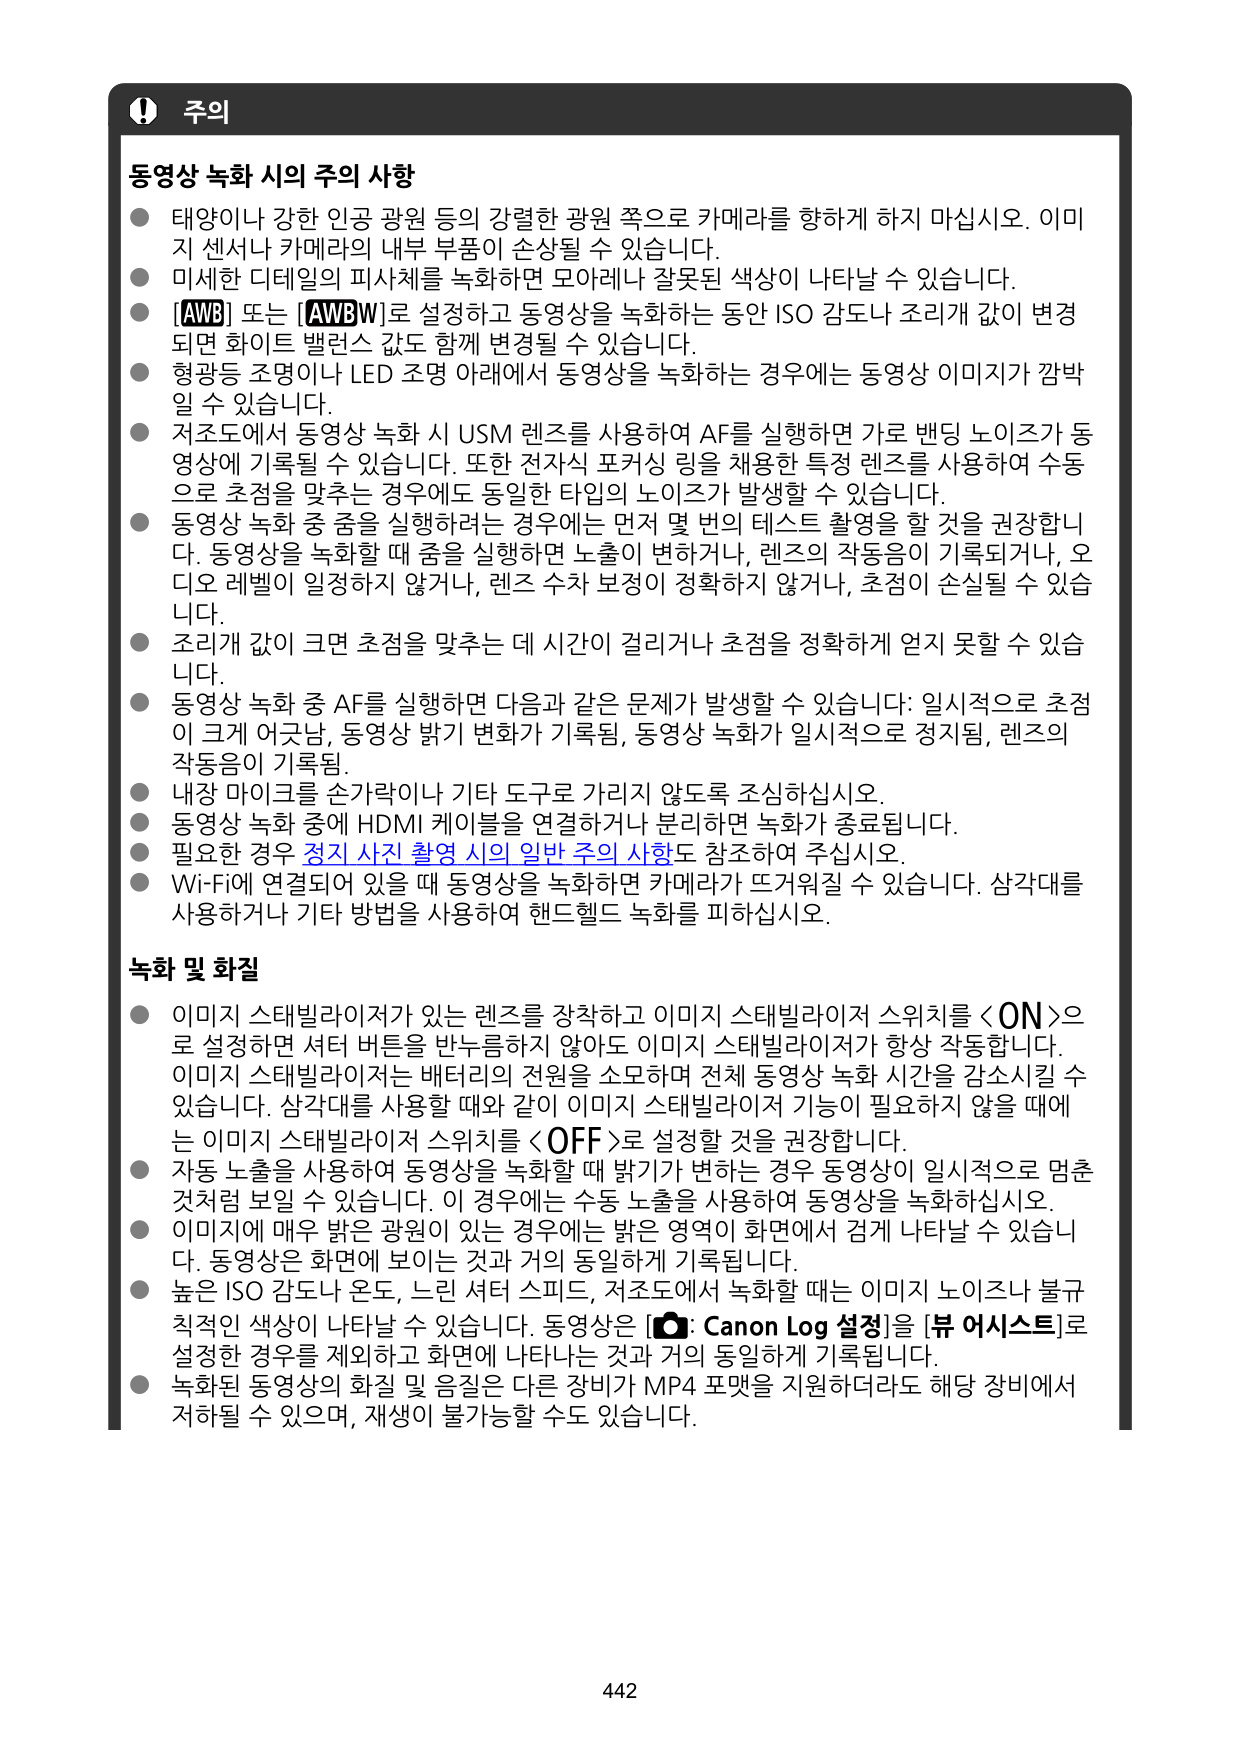 주의
동영상 녹화 시의 주의 사항
● 태양이나 강한 인공 광원 등의 강렬한 광원 쪽으로 카메라를 향하게 하지 마십시오. 이미
지 센서나 카메라의 내부 부품이 손상될 수 있습니다.
● 미세한 디테일의 피사체를 녹화하면 모아레나 잘못된 색상이 나타날 수 있습니다.
● [AWB] 또는 [AWBW]로 설정하고 동영상을 녹화하는 동안 ISO 감도나 조리개 값이 변경
되면 화이트 밸런스 값도 함께 변경될 수 있습니다.
● 형광등 조명이나 LED 조명 아래에서 동영상을 녹화하는 경우에는 동영상 이미지가 깜박
일 수 있습니다.
● 저조도에서 동영상 녹화 시 USM 렌즈를 사용하여 AF를 실행하면 가로 밴딩 노이즈가 동
영상에 기록될 수 있습니다. 또한 전자식 포커싱 링을 채용한 특정 렌즈를 사용하여 수동
으로 초점을 맞추는 경우에도 동일한 타입의 노이즈가 발생할 수 있습니다.
● 동영상 녹화 중 줌을 실행하려는 경우에는 먼저 몇 번의 테스트 촬영을 할 것을 권장합니
다. 동영상을 녹화할 때 줌을 실행하면 노출이 변하거나, 렌즈의 작동음이 기록되거나, 오
디오 레벨이 일정하지 않거나, 렌즈 수차 보정이 정확하지 않거나, 초점이 손실될 수 있습
니다.
● 조리개 값이 크면 초점을 맞추는 데 시간이 걸리거나 초점을 정확하게 얻지 못할 수 있습
니다.
● 동영상 녹화 중 AF를 실행하면 다음과 같은 문제가 발생할 수 있습니다: 일시적으로 초점
이 크게 어긋남, 동영상 밝기 변화가 기록됨, 동영상 녹화가 일시적으로 정지됨, 렌즈의
작동음이 기록됨.
● 내장 마이크를 손가락이나 기타 도구로 가리지 않도록 조심하십시오.
● 동영상 녹화 중에 HDMI 케이블을 연결하거나 분리하면 녹화가 종료됩니다.
● 필요한 경우 정지 사진 촬영 시의 일반 주의 사항도 참조하여 주십시오.
● Wi-Fi에 연결되어 있을 때 동영상을 녹화하면 카메라가 뜨거워질 수 있습니다. 삼각대를
사용하거나 기타 방법을 사용하여 핸드헬드 녹화를 피하십시오.
녹화 및 화질
● 이미지 스태빌라이저가 있는 렌즈를 장착하고 이미지 스태빌라이저 스위치를 <ON>으
로 설정하면 셔터 버튼을 반누름하지 않아도 이미지 스태빌라이저가 항상 작동합니다.
이미지 스태빌라이저는 배터리의 전원을 소모하며 전체 동영상 녹화 시간을 감소시킬 수
있습니다. 삼각대를 사용할 때와 같이 이미지 스태빌라이저 기능이 필요하지 않을 때에
는 이미지 스태빌라이저 스위치를 <OFF>로 설정할 것을 권장합니다.
● 자동 노출을 사용하여 동영상을 녹화할 때 밝기가 변하는 경우 동영상이 일시적으로 멈춘
것처럼 보일 수 있습니다. 이 경우에는 수동 노출을 사용하여 동영상을 녹화하십시오.
● 이미지에 매우 밝은 광원이 있는 경우에는 밝은 영역이 화면에서 검게 나타날 수 있습니
다. 동영상은 화면에 보이는 것과 거의 동일하게 기록됩니다.
● 높은 ISO 감도나 온도, 느린 셔터 스피드, 저조도에서 녹화할 때는 이미지 노이즈나 불규
칙적인 색상이 나타날 수 있습니다. 동영상은 [: Canon Log 설정]을 [뷰 어시스트]로
설정한 경우를 제외하고 화면에 나타나는 것과 거의 동일하게 기록됩니다.
● 녹화된 동영상의 화질 및 음질은 다른 장비가 MP4 포맷을 지원하더라도 해당 장비에서
저하될 수 있으며, 재생이 불가능할 수도 있습니다.
442